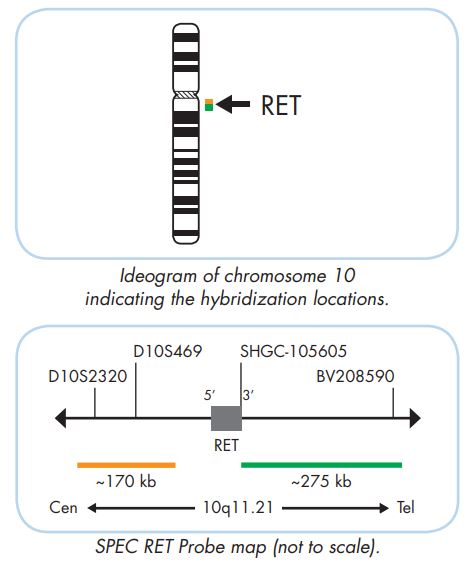 RET
Ideogram of chromosome 10
indicating the hybridization locations.
D10S469 SHGC-105605
D10S2320 BV208590
5' 3'
RET
~170 kb ~275 kb
Cen 10q11.21 Tel
SPEC RET Probe map (not to scale).